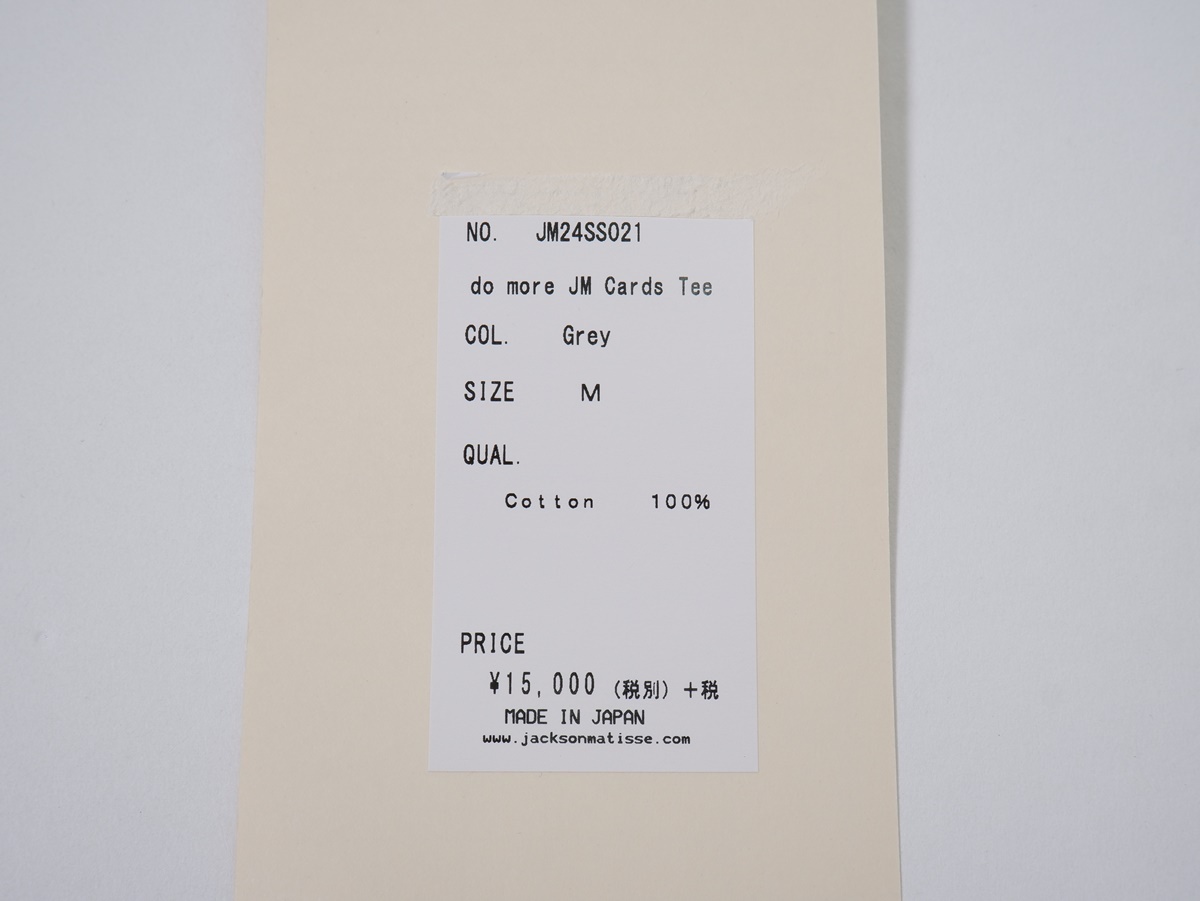 NO. JM24SS021
do more JM Cards Tee
COL. Grey
SIZE M
QUAL.
Cotton 100%
PRICE
¥15,000 (税別) +税
MADE IN JAPAN
www.jacksonmatisse.com